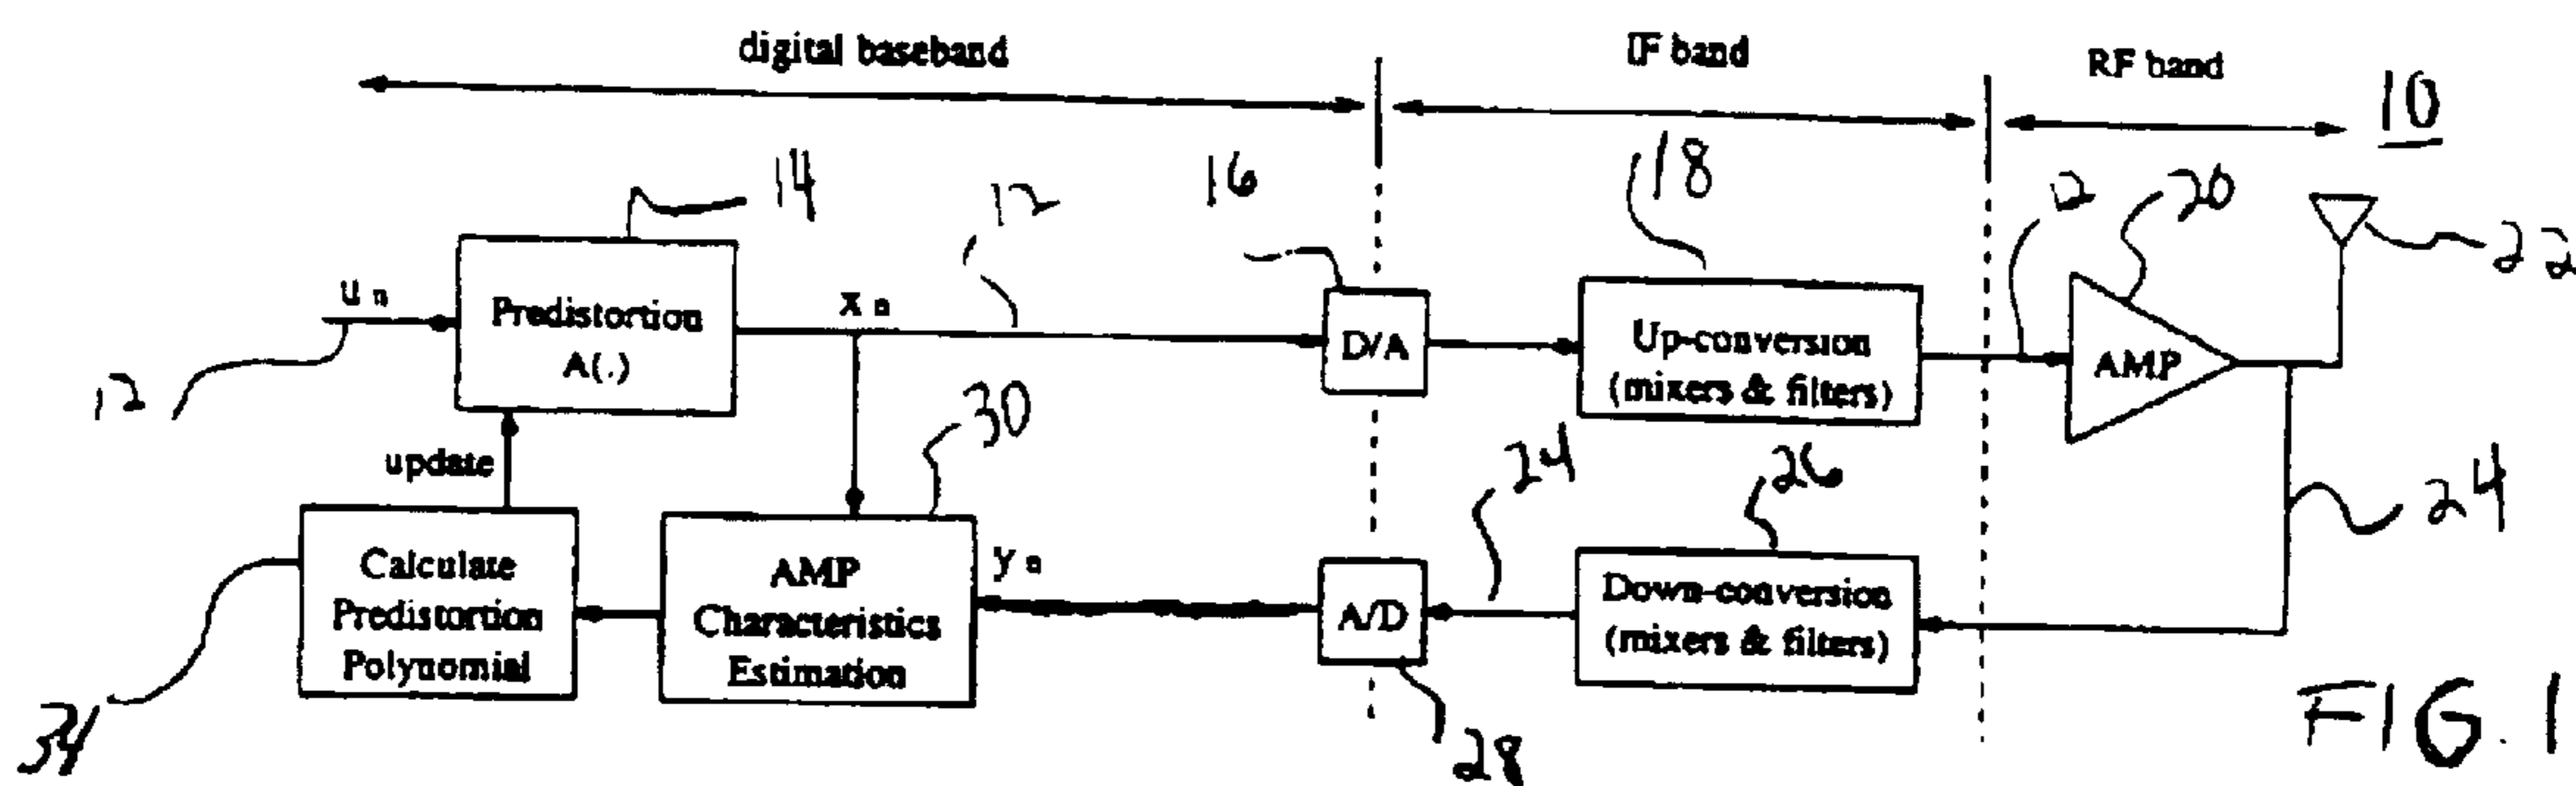 digital baseband
IF band
RF band
10
14
12
16
18
12
20
22
u n
Predistortion
A(.)
x n
D/A
Up-conversion
(mixers & filters)
AMP
12
30
update
24
26
24
Calculate
Predistortion
Polynomial
AMP
Characteristics
Estimation
y n
A/D
Down-conversion
(mixers & filters)
34
28
FIG. 1